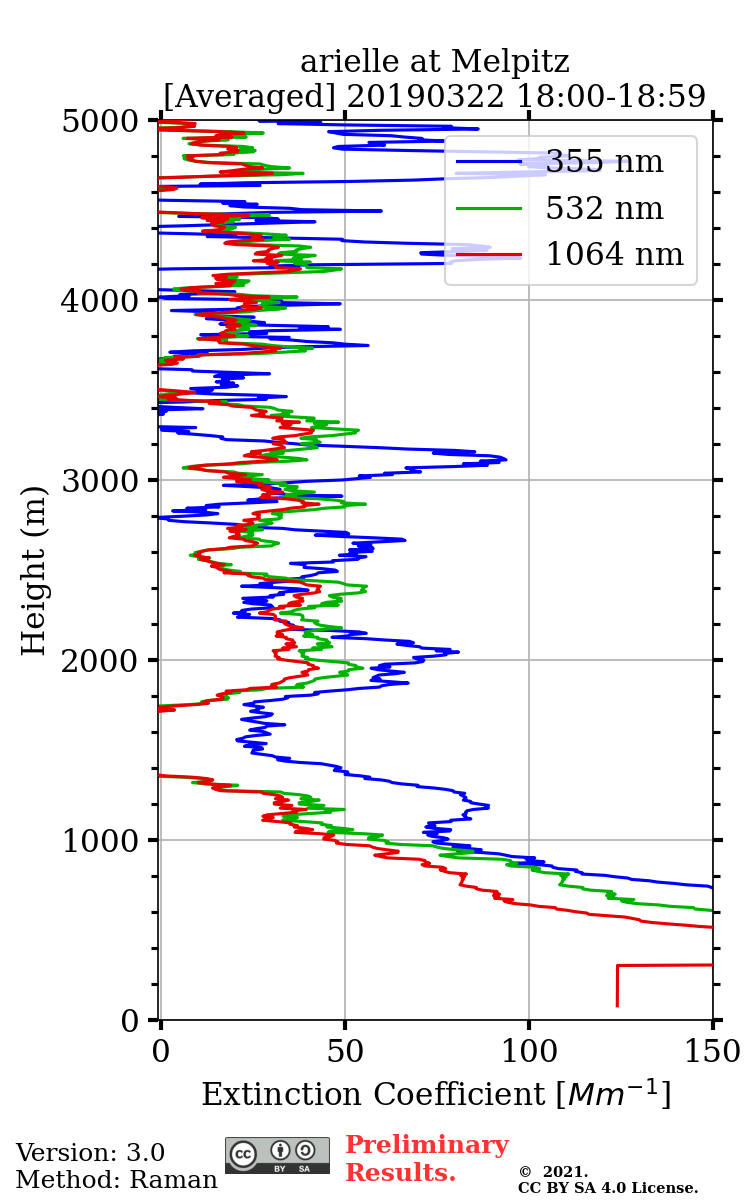 arielle at Melpitz
[Averaged] 20190322 18:00-18:59
355 nm
532 nm
1064 nm
5000
4000
3000
2000
1000
0
Height (m)
0 50 100 150
Extinction Coefficient [Mm⁻¹]
Version: 3.0
Method: Raman
cc BY SA
Preliminary
Results.
© 2021.
CC BY SA 4.0 License.